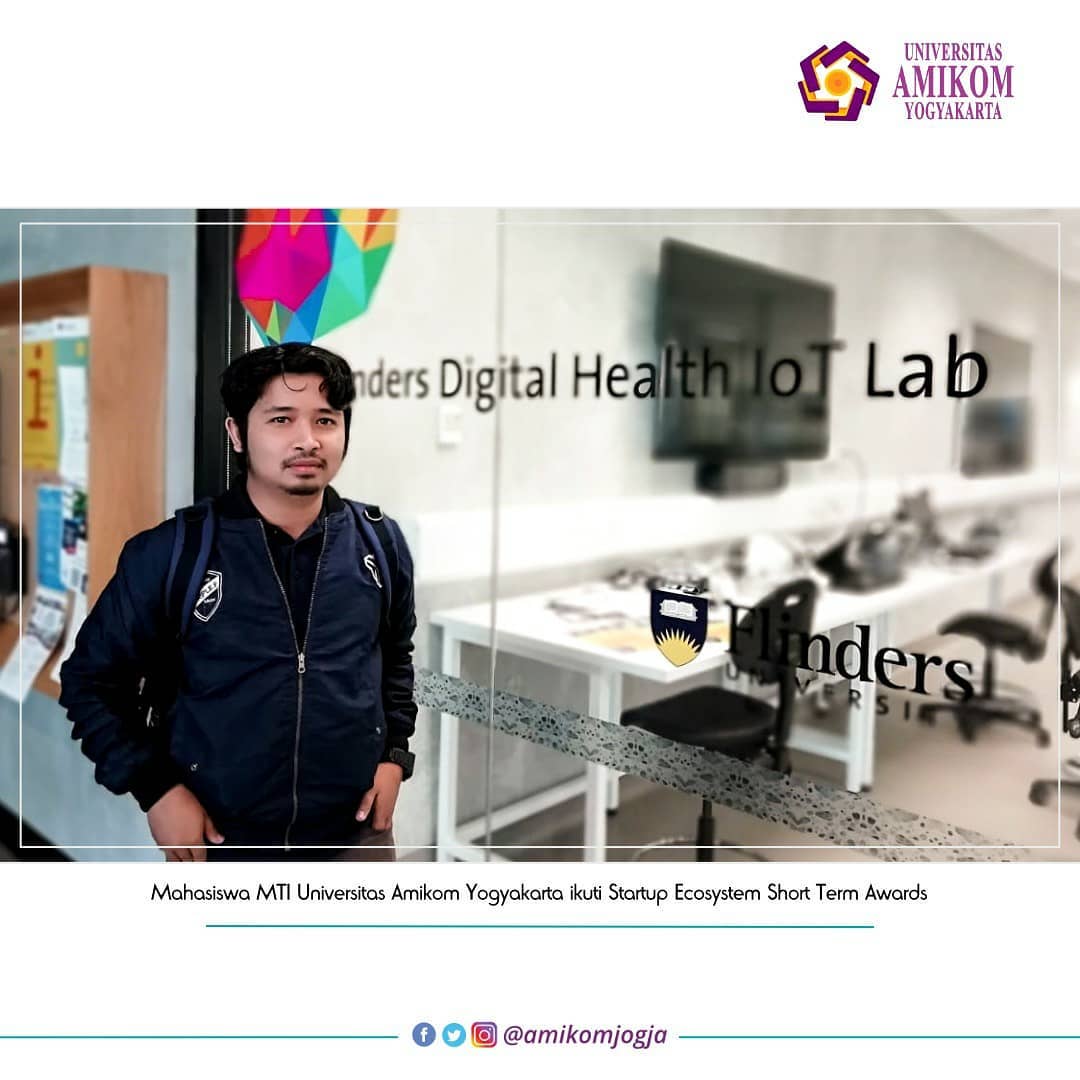 UNIVERSITAS
AMIKOM
YOGYAKARTA
nders Digital Health IoT Lab
i
Flinders
UNIVERSI
Mahasiswa MTI Universitas Amikom Yogyakarta ikuti Startup Ecosystem Short Term Awards
@amikomjogja